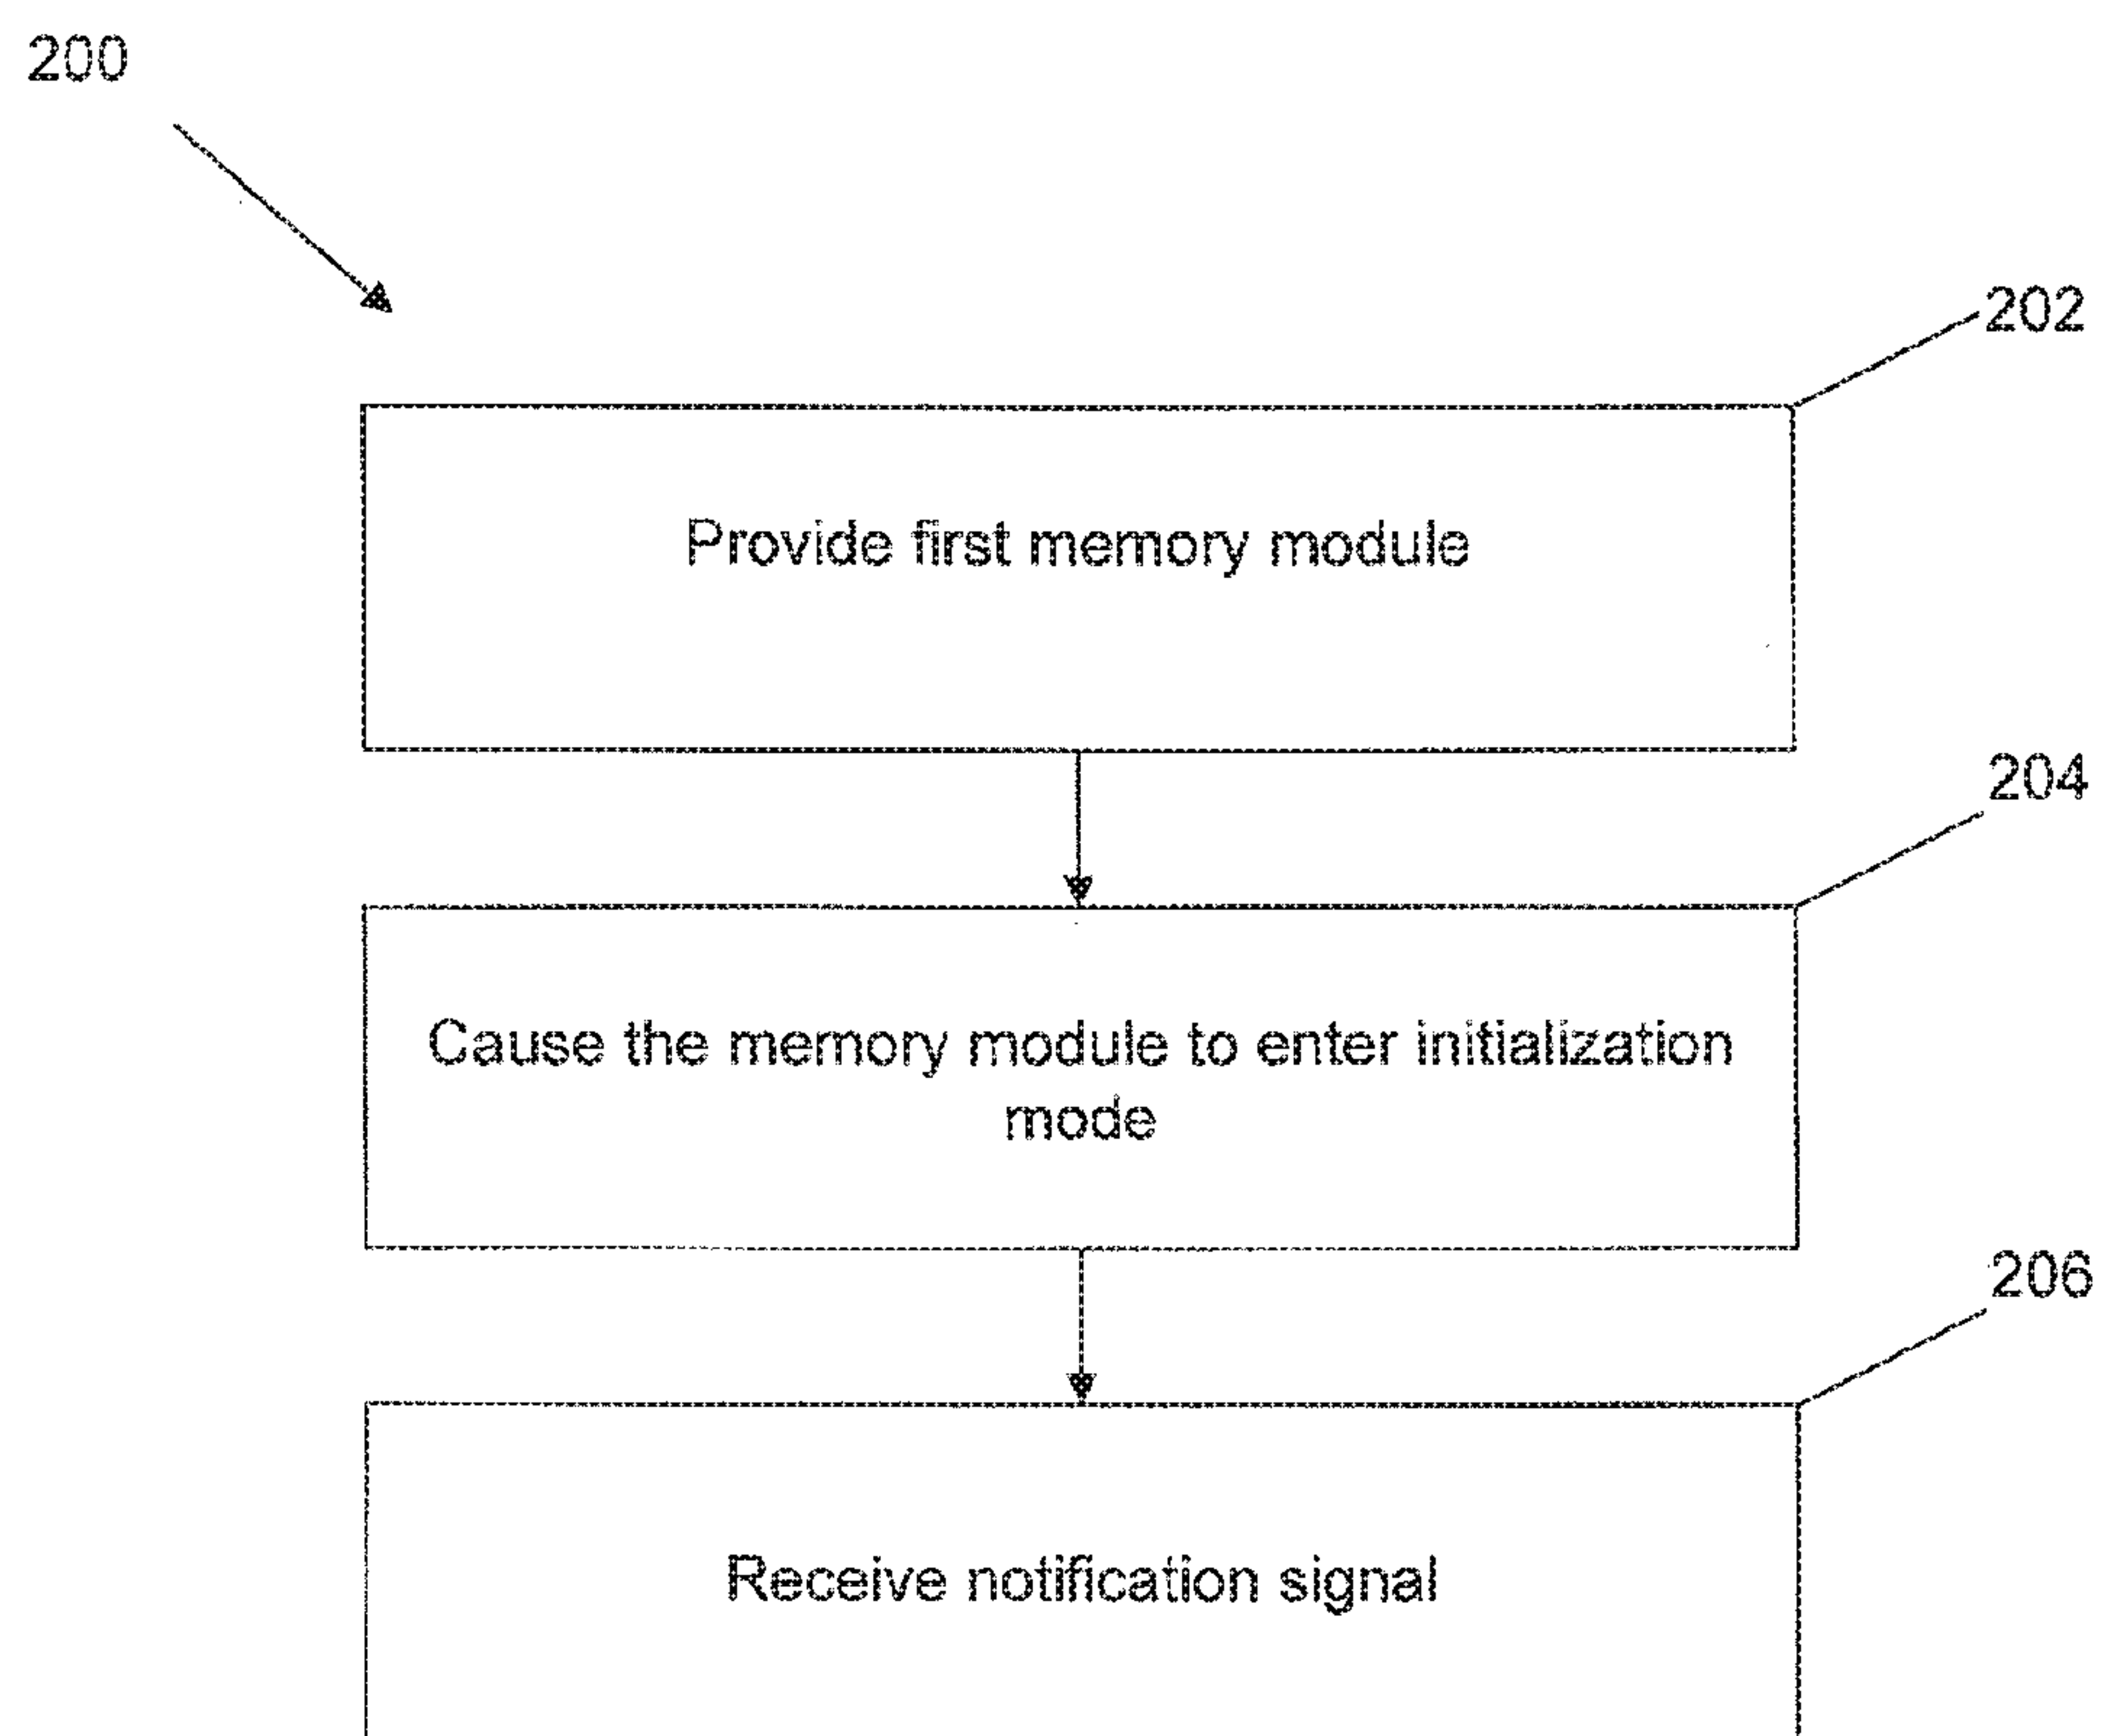 200
202
Provide first memory module
204
Cause the memory module to enter initialization
mode
206
Receive notification signal